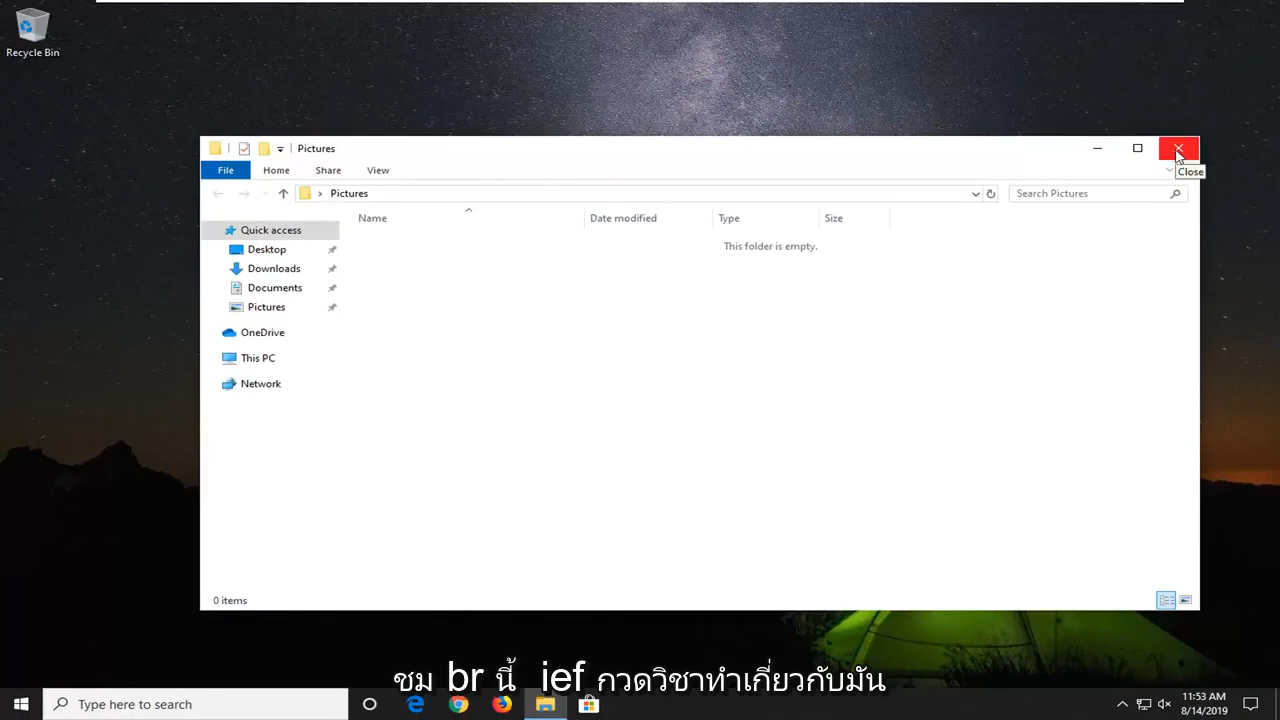 Recycle Bin
Pictures
Close
File Home Share View
Pictures
Search Pictures
Name Date modified Type Size
This folder is empty.
Quick access
Desktop
Downloads
Documents
Pictures
OneDrive
This PC
Network
0 items
ชม br นี้ ief กวดวิชาทำเกี่ยวกับมัน
Type here to search
11:53 AM
8/14/2019